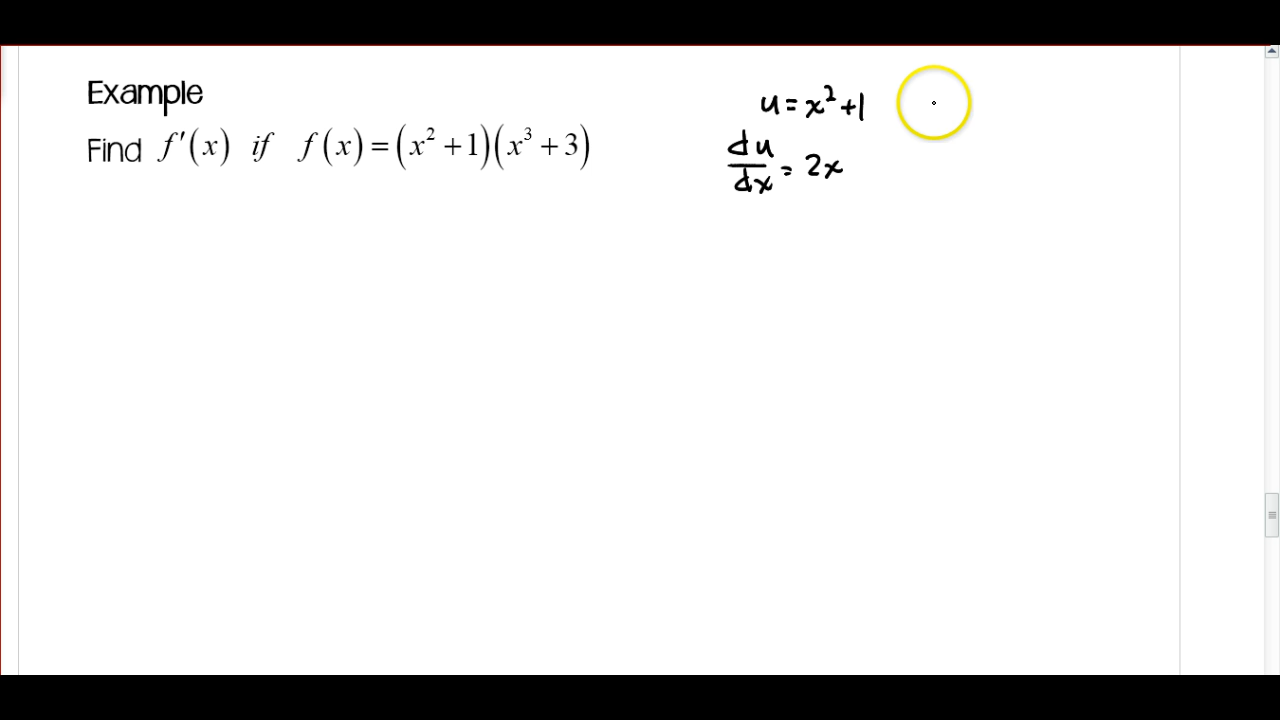 Example
Find f′(x) if f(x) = (x² + 1)(x³ + 3)
u = x² + 1
du/dx = 2x